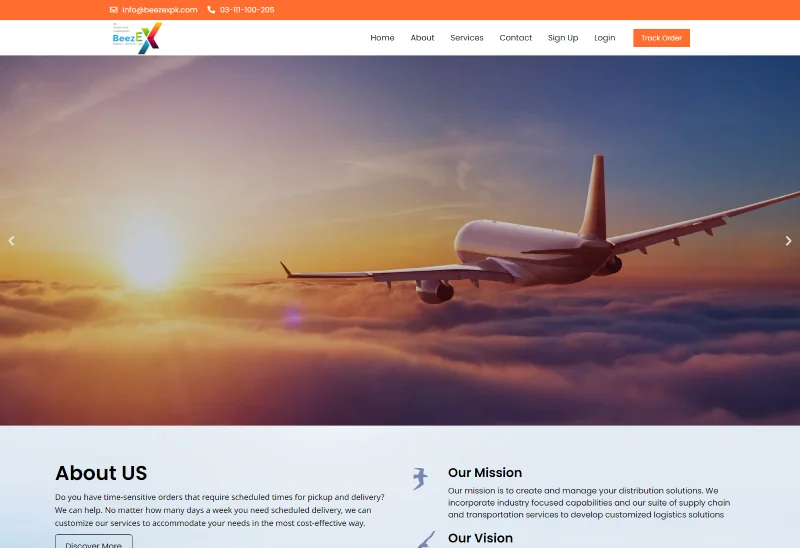 info@beezexpk.com 03-111-100-205
BeezEX
Home About Services Contact Sign Up Login Track Order
About US
Do you have time-sensitive orders that require scheduled times for pickup and delivery?
We can help. No matter how many days a week you need scheduled delivery, we can
customize our services to accommodate your needs in the most cost-effective way.
Discover More
Our Mission
Our mission is to create and manage your distribution solutions. We
incorporate industry focused capabilities and our suite of supply chain
and transportation services to develop customized logistics solutions
Our Vision